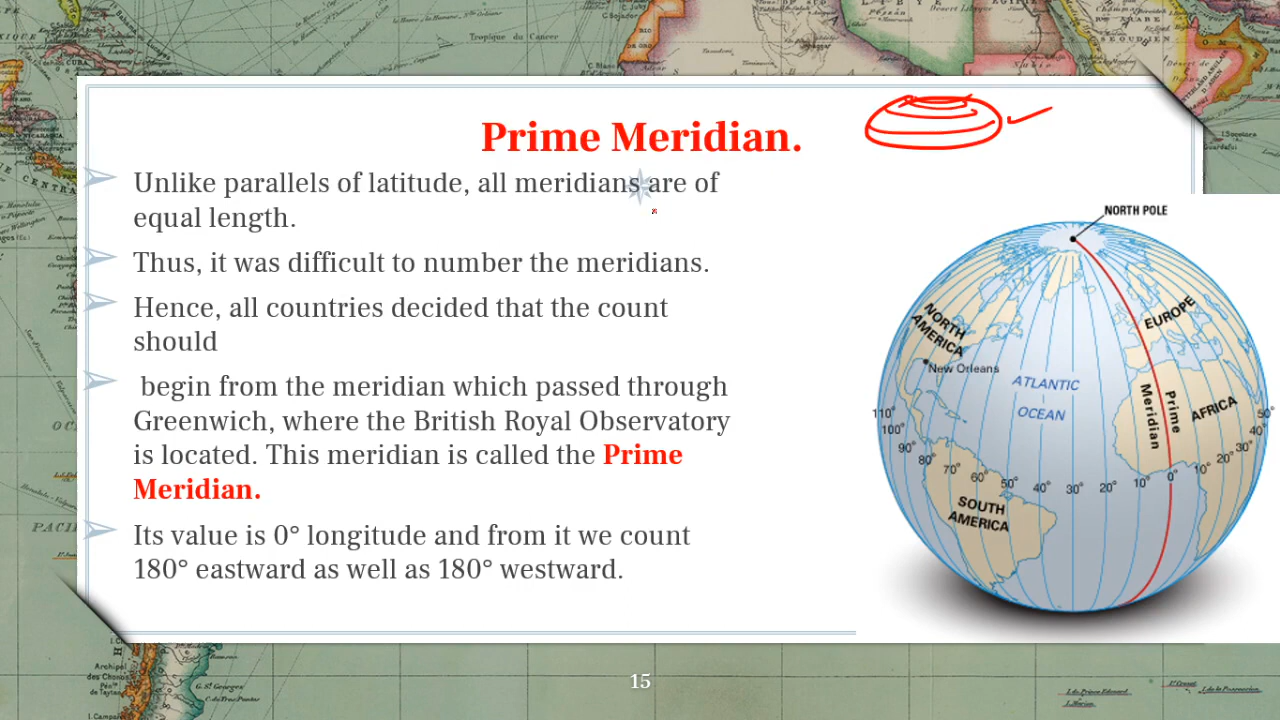 Prime Meridian.
Unlike parallels of latitude, all meridians are of
equal length.
Thus, it was difficult to number the meridians.
Hence, all countries decided that the count
should
begin from the meridian which passed through
Greenwich, where the British Royal Observatory
is located. This meridian is called the Prime
Meridian.
Its value is 0° longitude and from it we count
180° eastward as well as 180° westward.
NORTH POLE
NORTH
AMERICA
EUROPE
New Orleans
ATLANTIC
OCEAN
Prime
Meridian
AFRICA
110°
100°
90°
80°
70°
60°
50°
40°
30°
20°
10°
0°
10°
20°
30°
40°
50°
SOUTH
AMERICA
15
Tropique du Cancer
CUBA